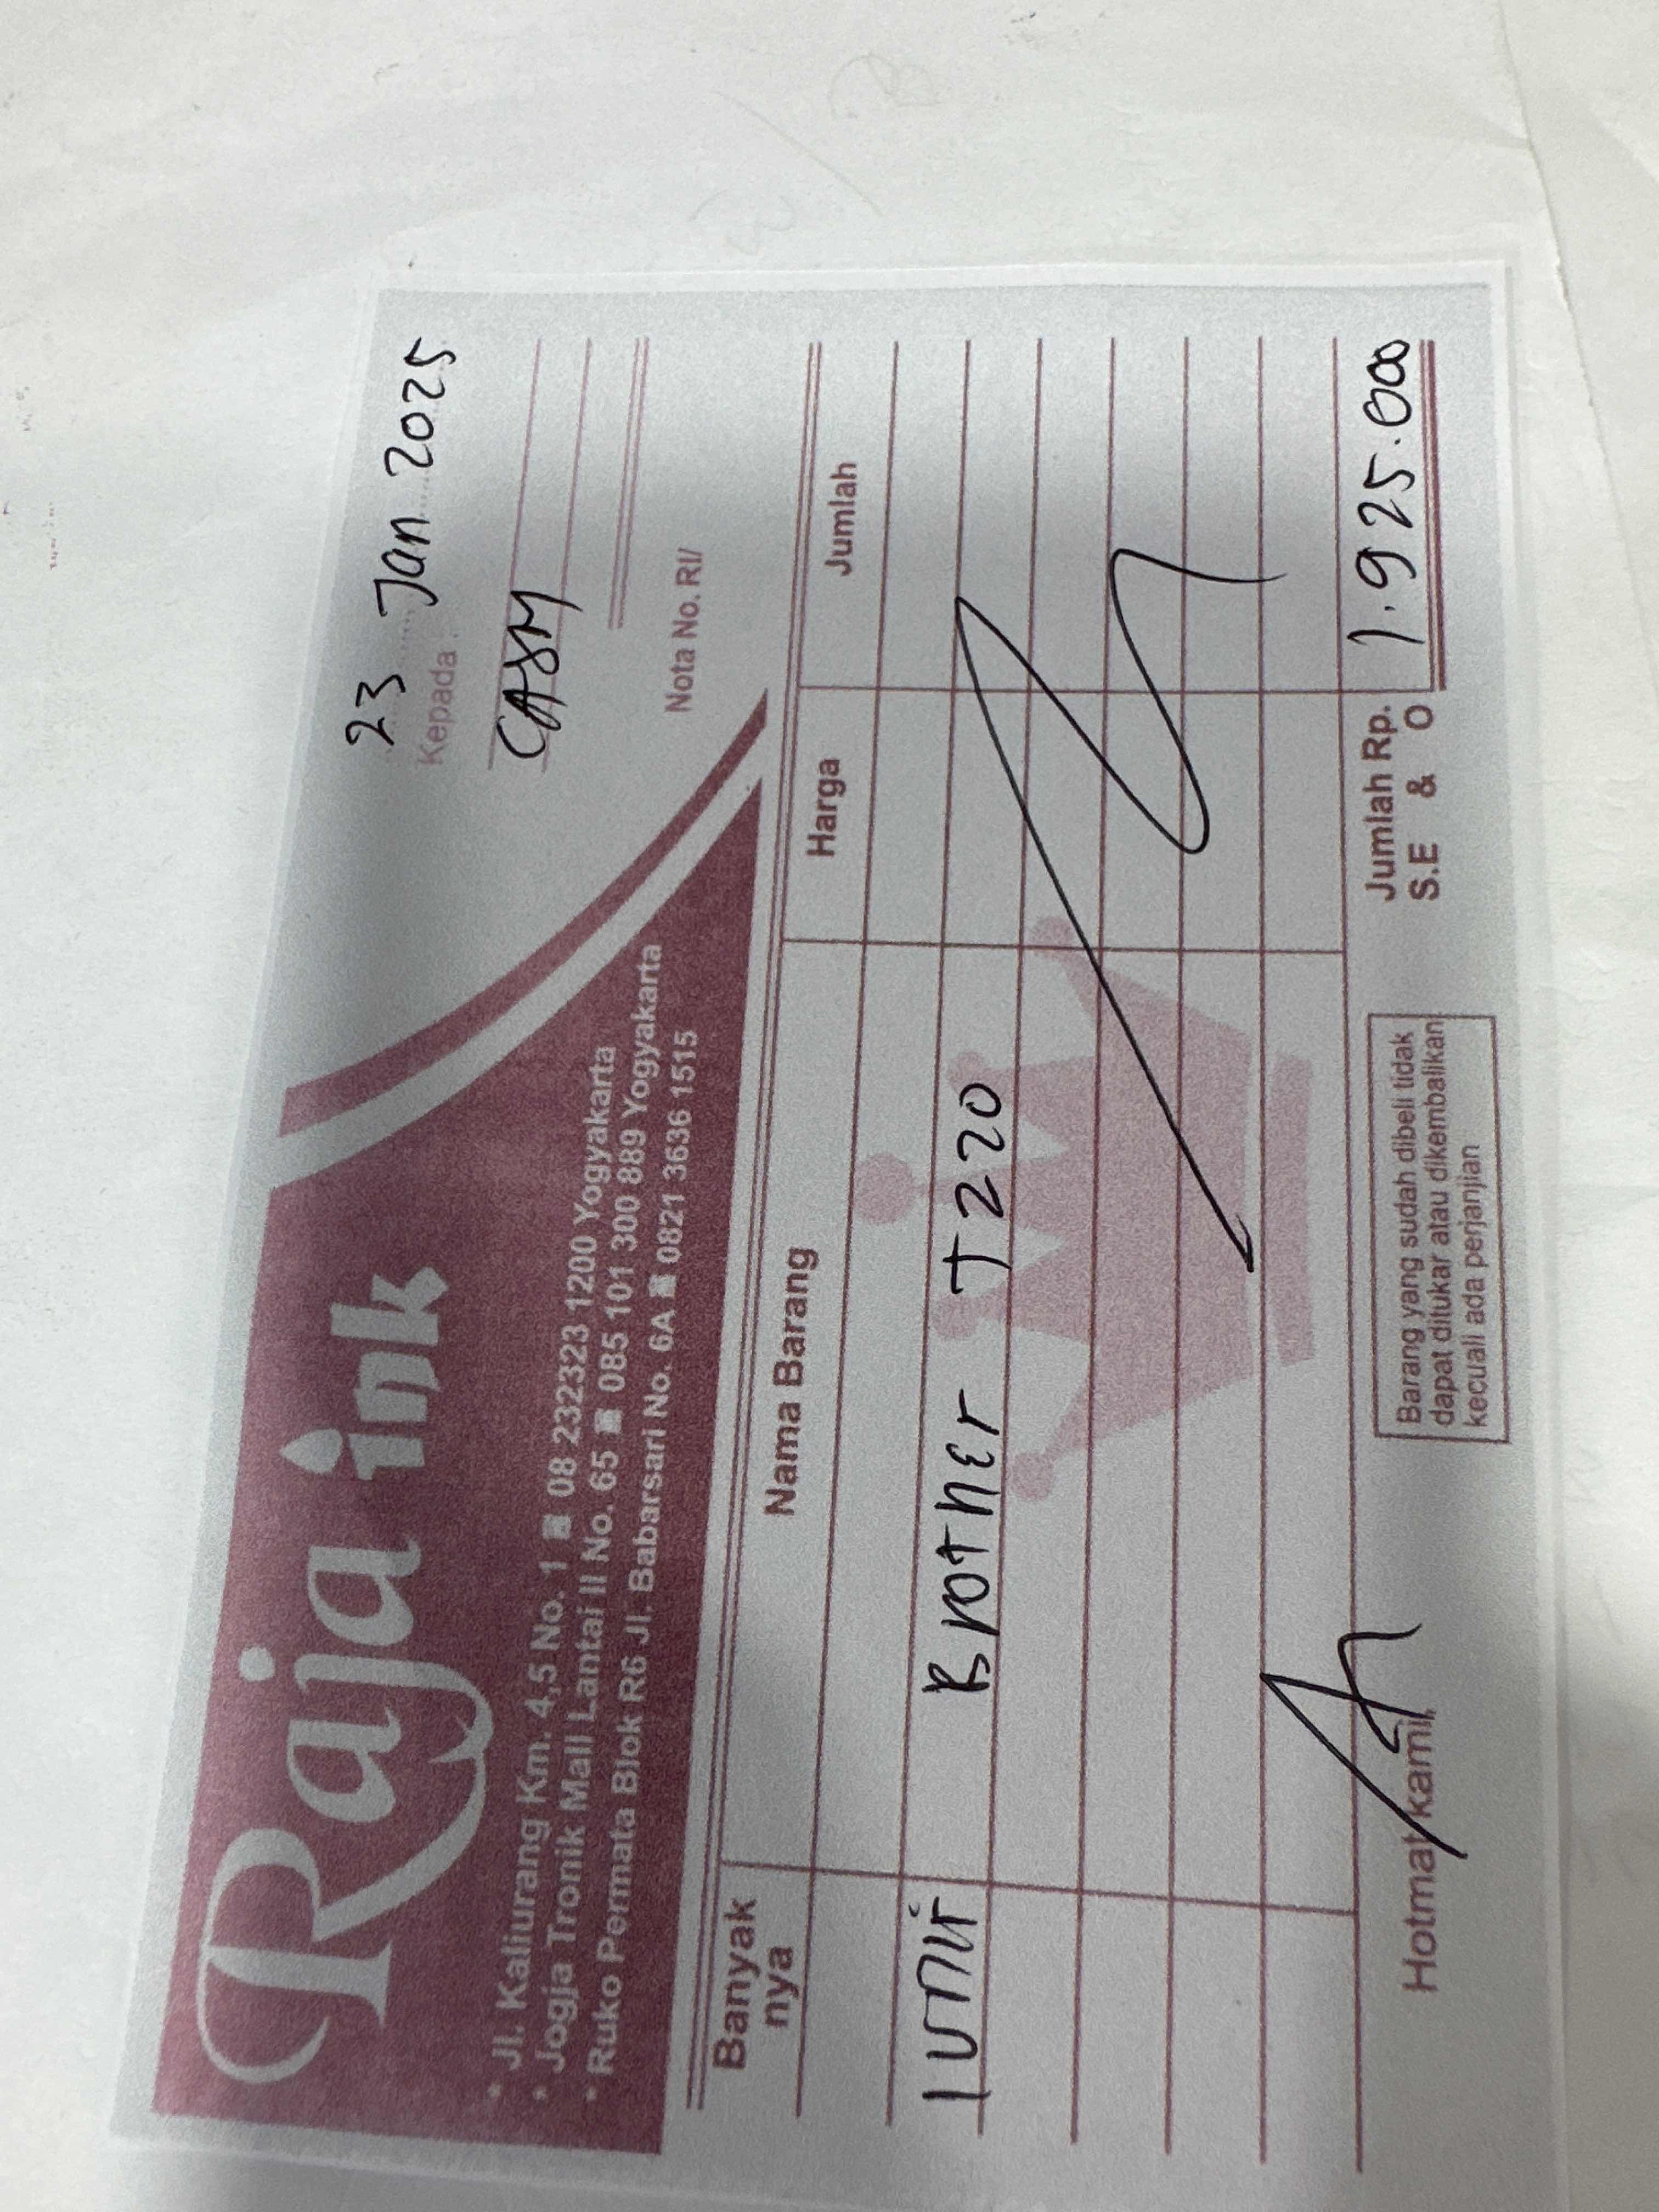 Raja ink
* Jl. Kaliurang Km. 4,5 No. 1 08 232323 1200 Yogyakarta
* Jogja Tronik Mall Lantai II No. 65 085 101 300 889 Yogyakarta
* Ruko Permata Blok R6 Jl. Babarsari No. 6A 0821 3636 1515
23 Jan 2025
Kepada :
CASH
Nota No. RI/
Banyak nya Nama Barang Harga Jumlah
1 unit Brother T220
Hotmat kami,
Barang yang sudah dibeli tidak
dapat ditukar atau dikembalikan
kecuali ada perjanjian
Jumlah Rp. 1.925.000
S.E & O